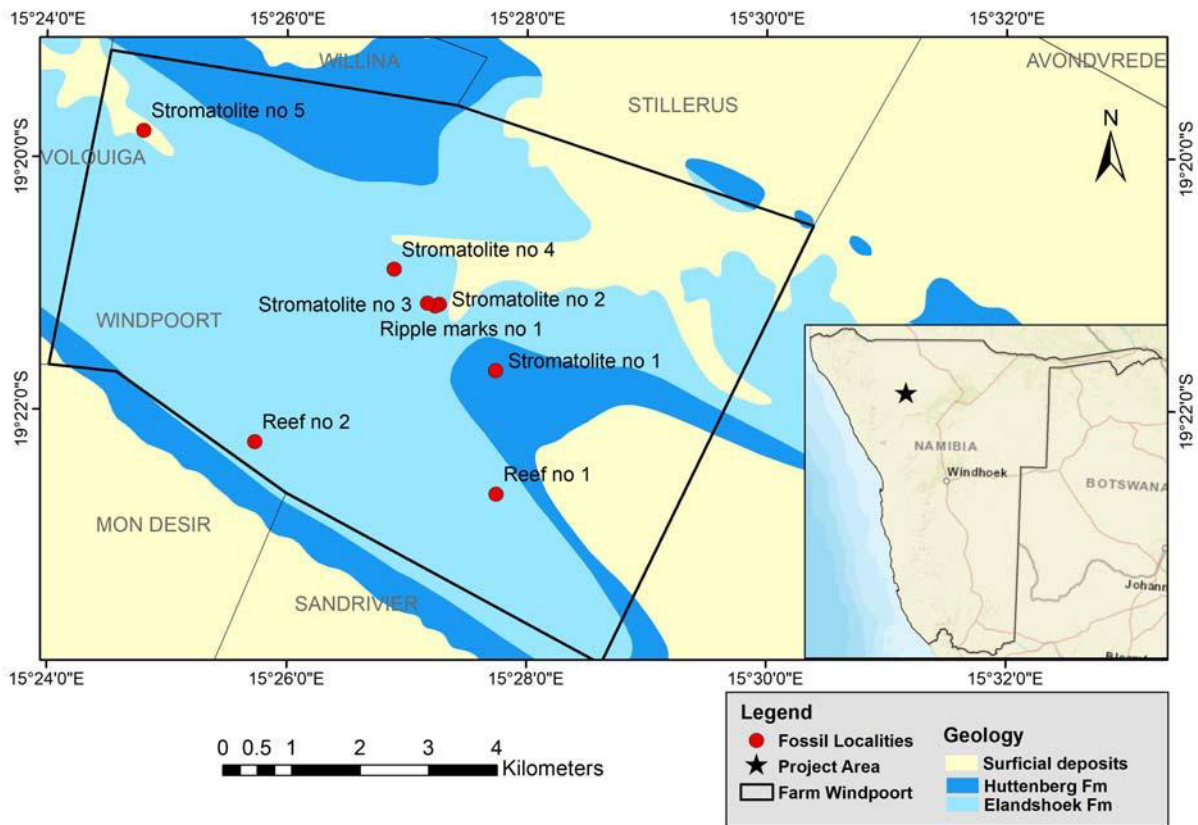 15°24'0"E
15°26'0"E
15°28'0"E
15°30'0"E
15°32'0"E
WILLINA
AVONDVREDE
STILLERUS
N
Stromatolite no 5
19°20'0"S
VOLOUIGA
19°20'0"S
Stromatolite no 4
Stromatolite no 3
Stromatolite no 2
WINDPOORT
Ripple marks no 1
Stromatolite no 1
19°22'0"S
19°22'0"S
Reef no 2
NAMIBIA
Windhoek
BOTSWANA
Reef no 1
MON DESIR
SANDRIVIER
Johann
15°24'0"E
15°26'0"E
15°28'0"E
15°30'0"E
15°32'0"E
0 0.5 1 2 3 4
Kilometers
Legend
Fossil Localities
Project Area
Farm Windpoort
Geology
Surficial deposits
Huttenberg Fm
Elandshoek Fm